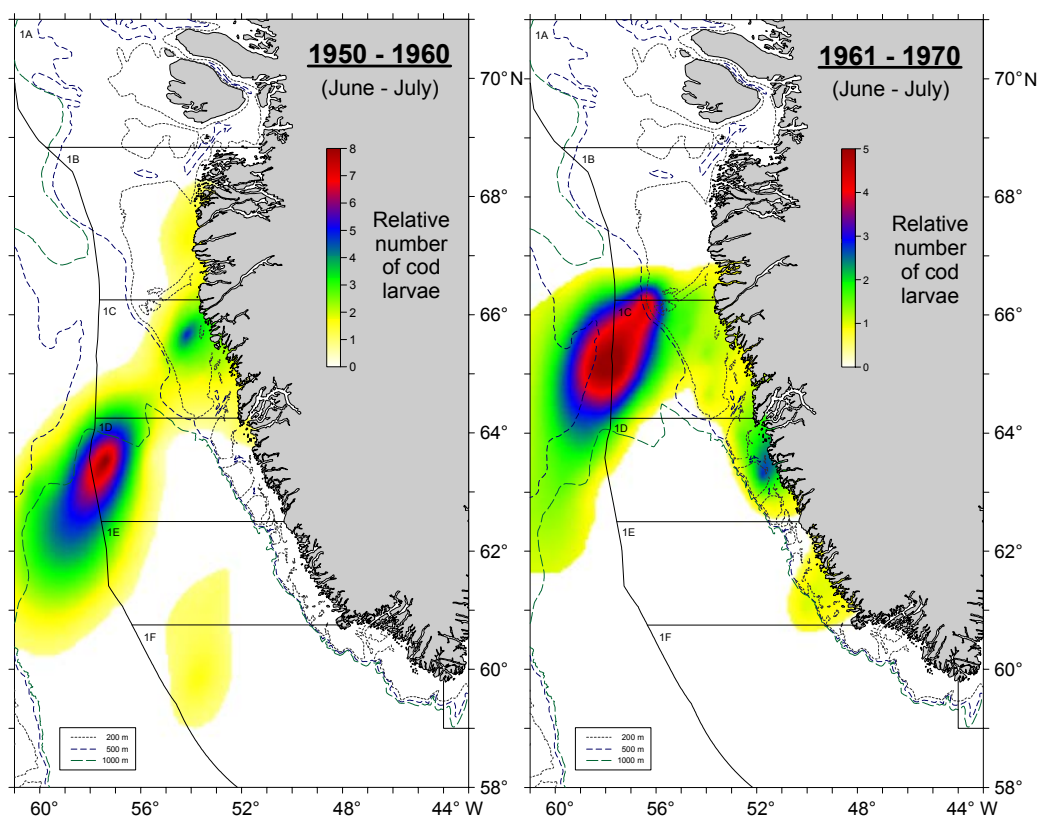 1950 - 1960
(June - July)
1A
1B
1C
1D
1E
1F
8
7
6
5
4
3
2
1
0
Relative
number
of cod
larvae
200 m
500 m
1000 m
60°
56°
52°
48°
44° W
70°
68°
66°
64°
62°
60°
58°
1961 - 1970
(June - July)
1A
1B
1C
1D
1E
1F
5
4
3
2
1
0
Relative
number
of cod
larvae
200 m
500 m
1000 m
60°
56°
52°
48°
44° W
70° N
68°
66°
64°
62°
60°
58°